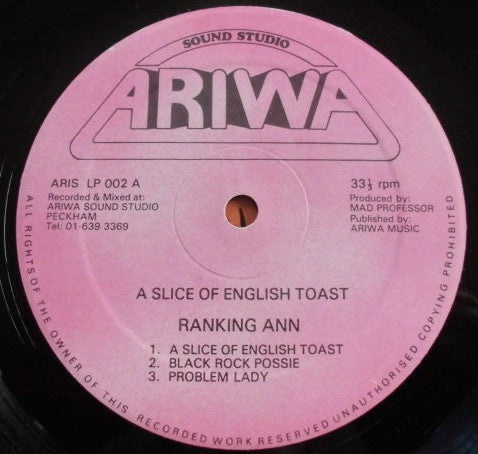 SOUND STUDIO
ARIWA
ARIS LP 002 A
Recorded & Mixed at:
ARIWA SOUND STUDIO
PECKHAM
Tel: 01-639 3369
33⅓ rpm
Produced by:
MAD PROFESSOR
Published by:
ARIWA MUSIC
A SLICE OF ENGLISH TOAST
RANKING ANN
1. A SLICE OF ENGLISH TOAST
2. BLACK ROCK POSSIE
3. PROBLEM LADY
ALL RIGHTS OF THE OWNER OF THIS RECORDED WORK RESERVED UNAUTHORISED COPYING PROHIBITED